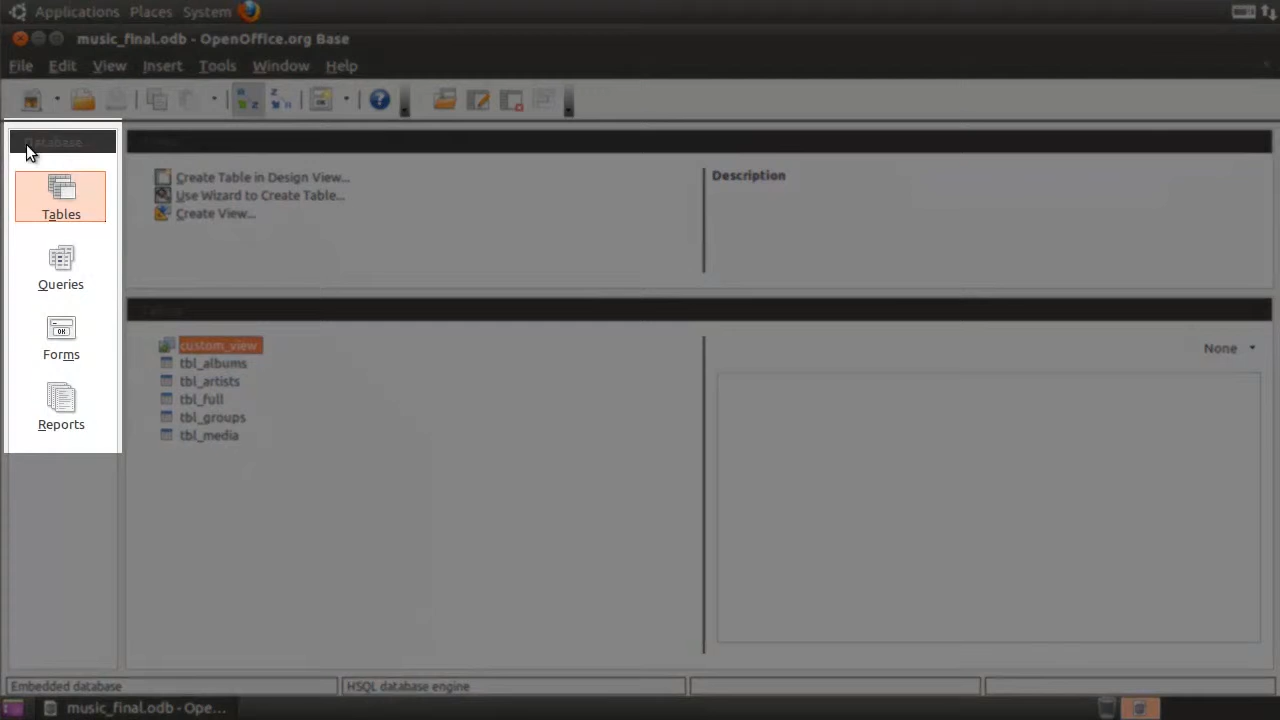 Applications Places System
music_final.odb - OpenOffice.org Base
File Edit View Insert Tools Window Help
Database
Tables
Queries
Forms
Reports
Create Table in Design View...
Use Wizard to Create Table...
Create View...
Description
custom_view
tbl_albums
tbl_artists
tbl_full
tbl_groups
tbl_media
None
Embedded database
HSQL database engine
music_final.odb - Ope...